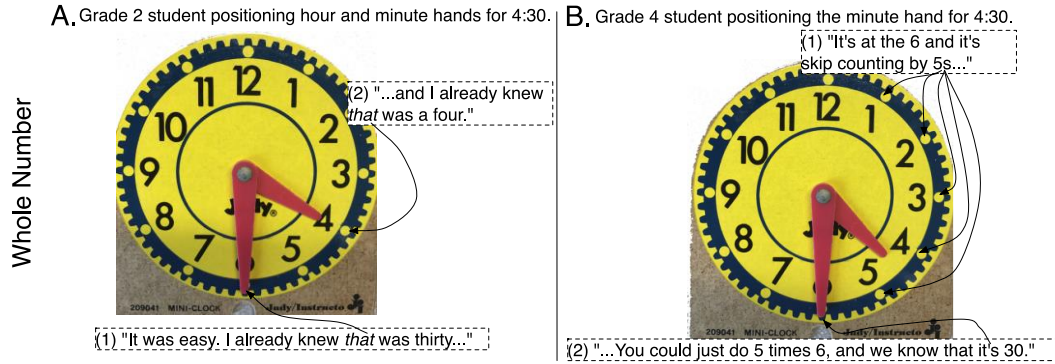 A. Grade 2 student positioning hour and minute hands for 4:30.
Whole Number
12
11
1
10
2
9
3
8
4
7
5
6
Judy®
(2) "...and I already knew
that was a four."
209041 MINI-CLOCK Judy/Instructo
(1) "It was easy. I already knew that was thirty..."
B. Grade 4 student positioning the minute hand for 4:30.
(1) "It's at the 6 and it's
skip counting by 5s..."
12
11
1
10
2
9
3
8
4
7
5
209041 MINI-CLOCK Judy/Instructo
(2) "...You could just do 5 times 6, and we know that it's 30."